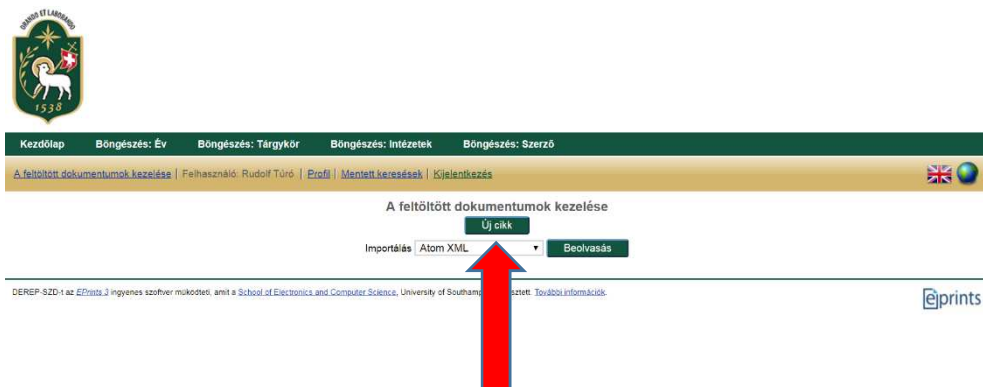 ORANDO ET LABORANDO
1538
Kezdőlap Böngészés: Év Böngészés: Tárgykör Böngészés: Intézetek Böngészés: Szerző
A feltöltött dokumentumok kezelése | Felhasználó: Rudolf Túró | Profil | Mentett keresések | Kijelentkezés
A feltöltött dokumentumok kezelése
Új cikk
Importálás Atom XML Beolvasás
DEREP-SZD-t az EPrints 3 ingyenes szoftver működteti, amit a School of Electronics and Computer Science, University of Southamp sztett. További információk.
eprints